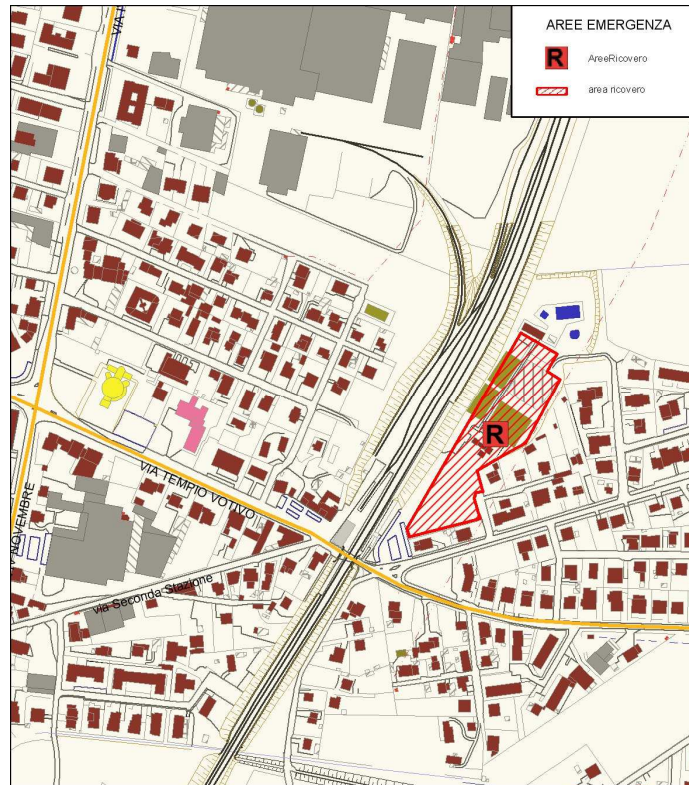 AREE EMERGENZA
R
AreeRicovero
area ricovero
R
VIA TEMPIO VOTIVO
NOVEMBRE
via Seconda Stazione